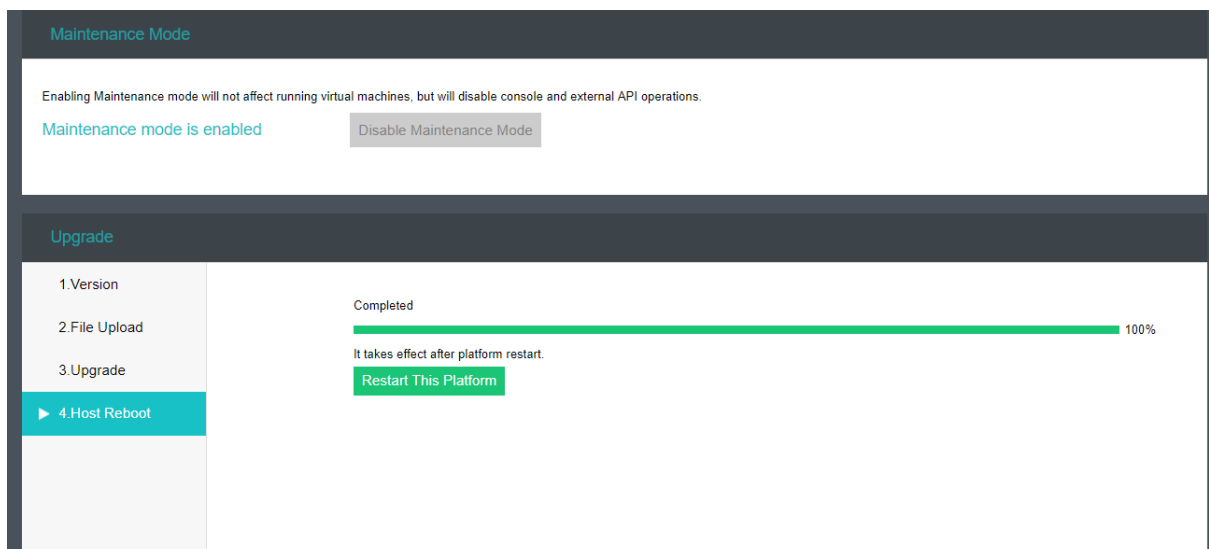 Maintenance Mode
Enabling Maintenance mode will not affect running virtual machines, but will disable console and external API operations.
Maintenance mode is enabled
Disable Maintenance Mode
Upgrade
1.Version
2.File Upload
3.Upgrade
4.Host Reboot
Completed
100%
It takes effect after platform restart.
Restart This Platform